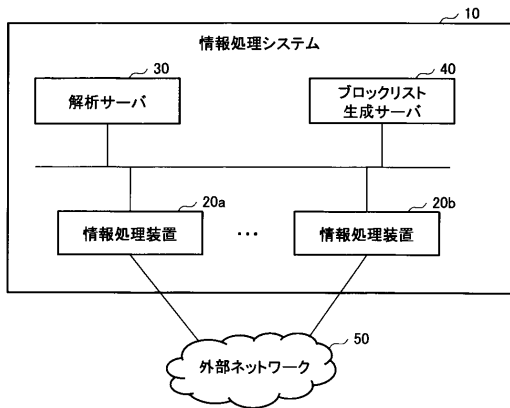 10
情報処理システム
30
解析サーバ
40
ブロックリスト
生成サーバ
20a
情報処理装置
...
20b
情報処理装置
50
外部ネットワーク